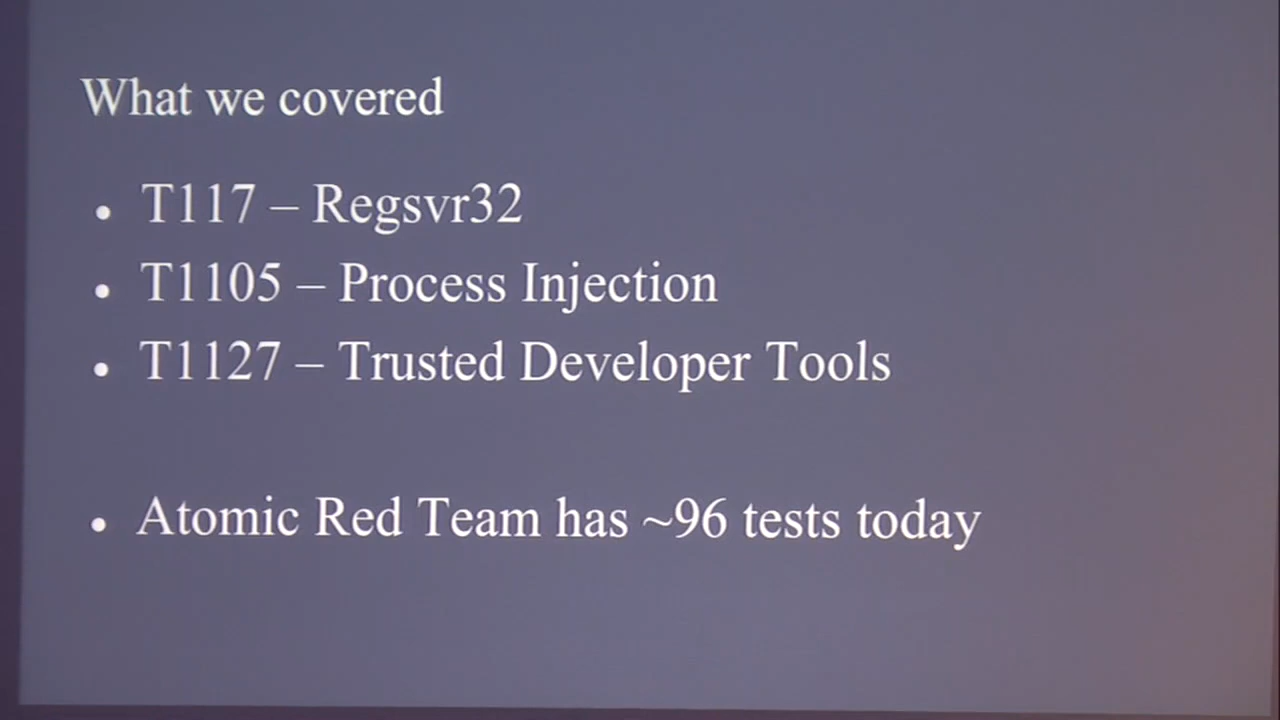 What we covered
• T117 – Regsvr32
• T1105 – Process Injection
• T1127 – Trusted Developer Tools
• Atomic Red Team has ~96 tests today